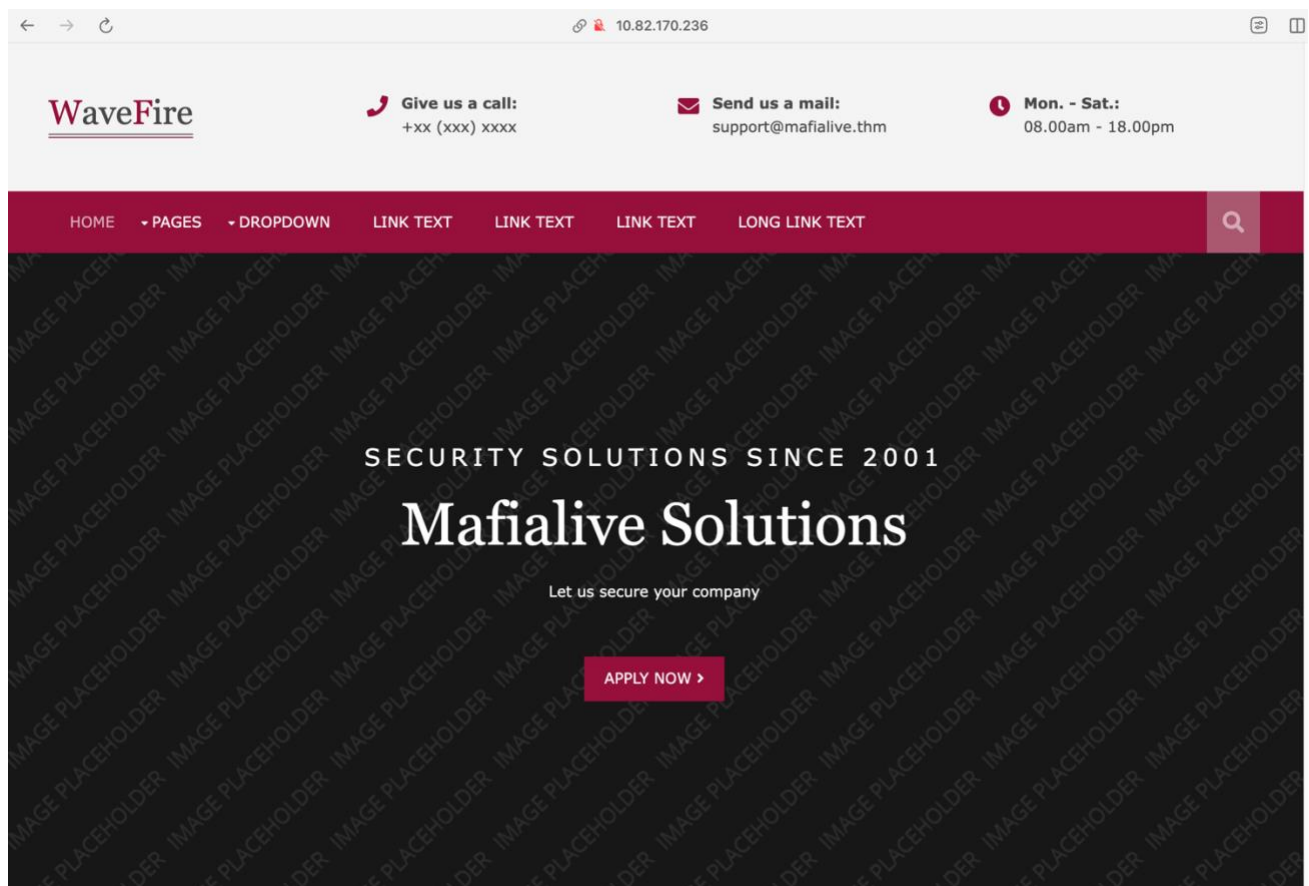 10.82.170.236
WaveFire
Give us a call:
+xx (xxx) xxxx
Send us a mail:
support@mafialive.thm
Mon. - Sat.:
08.00am - 18.00pm
HOME PAGES DROPDOWN LINK TEXT LINK TEXT LINK TEXT LONG LINK TEXT
SECURITY SOLUTIONS SINCE 2001
Mafialive Solutions
Let us secure your company
APPLY NOW >